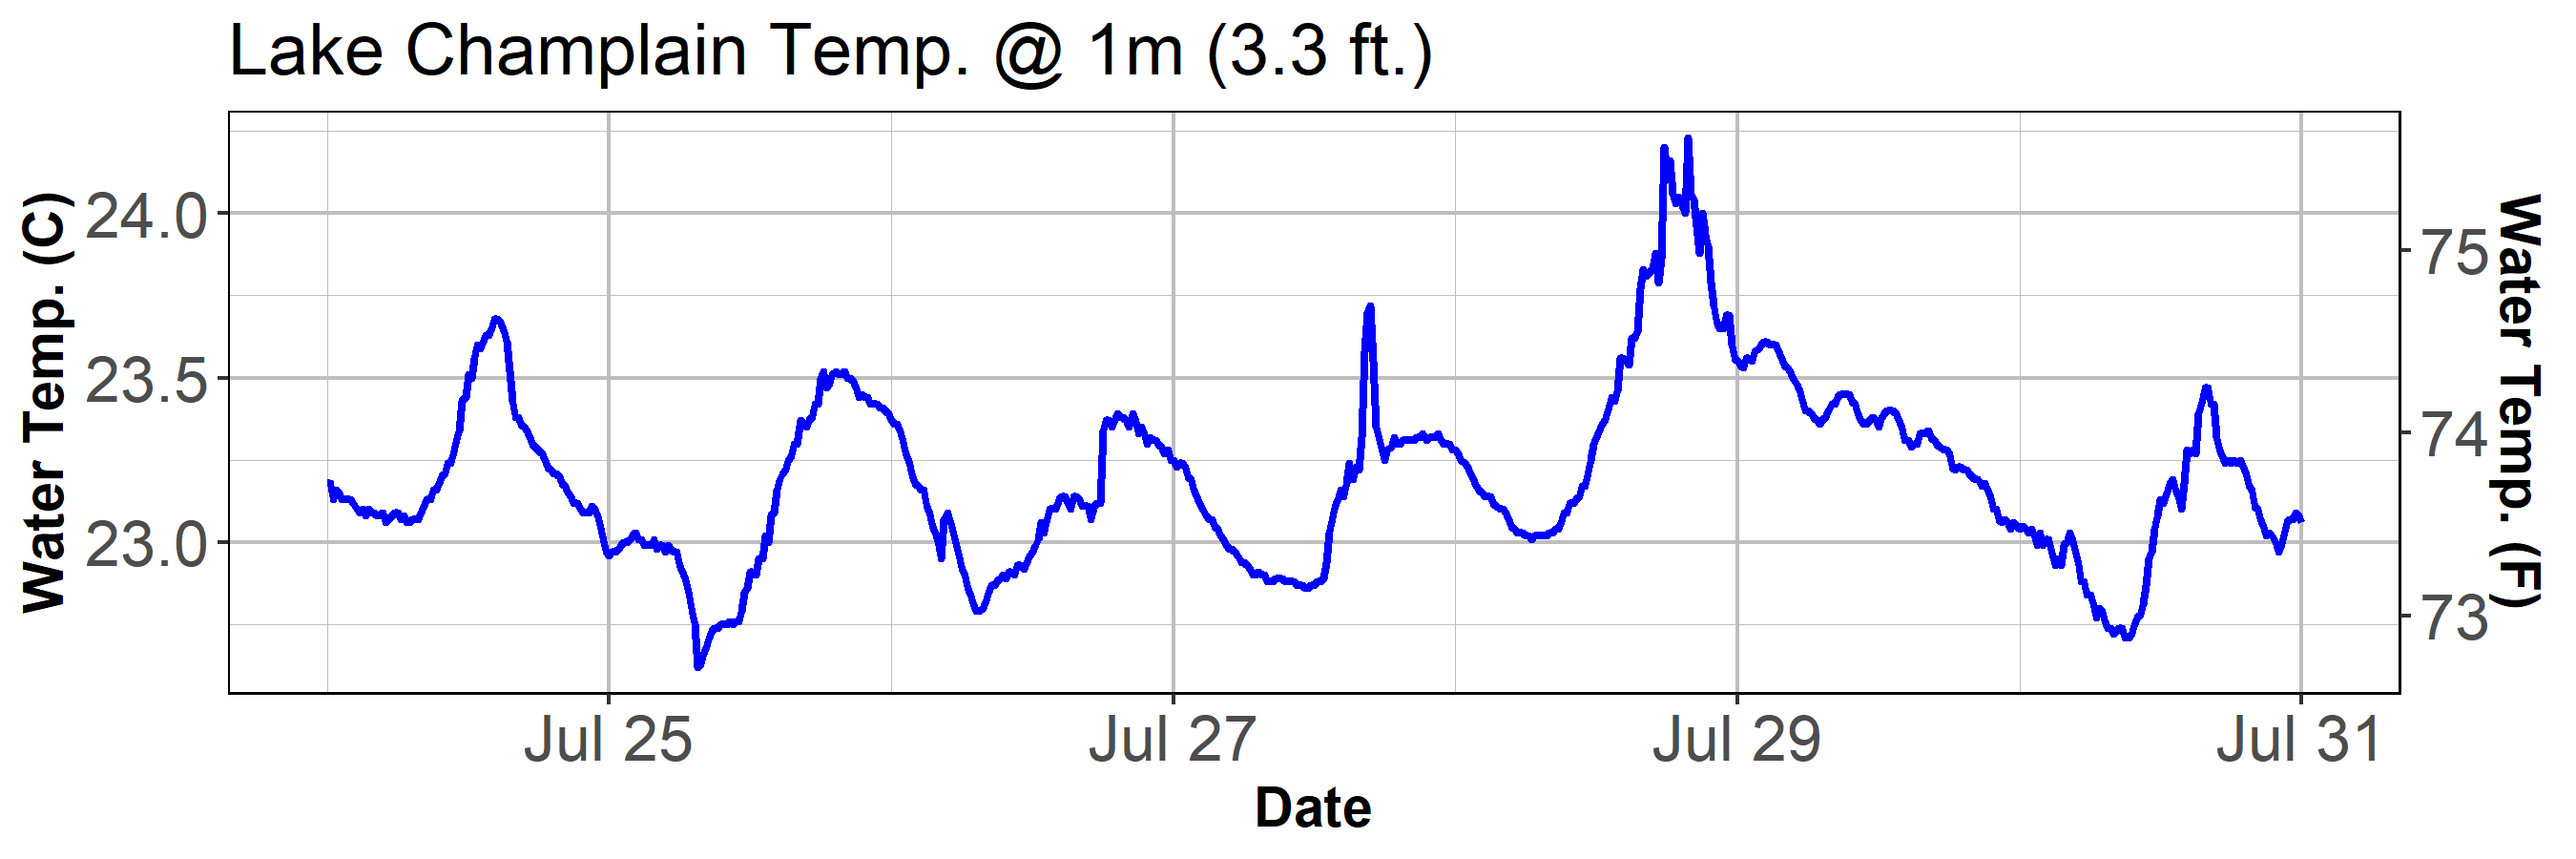 Lake Champlain Temp. @ 1m (3.3 ft.)
Water Temp. (C)
24.0
23.5
23.0
75
74
73
Water Temp. (F)
Jul 25 Jul 27 Jul 29 Jul 31
Date